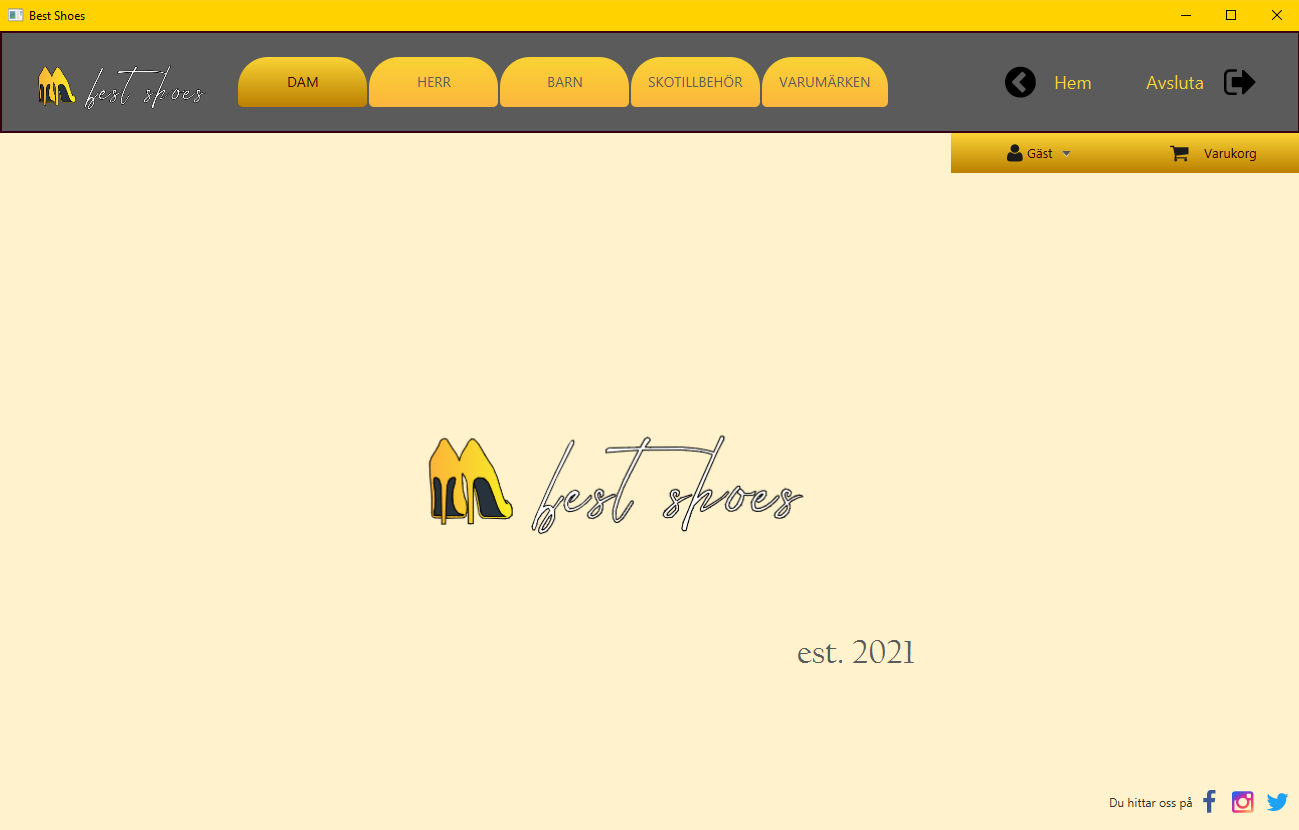 Best Shoes
best shoes
DAM
HERR
BARN
SKOTILLBEHÖR
VARUMÄRKEN
Hem
Avsluta
Gäst
Varukorg
best shoes
est. 2021
Du hittar oss på